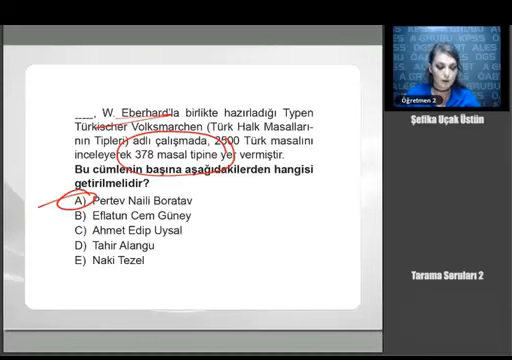 ____, W. Eberhard'la birlikte hazırladığı Typen
Türkischer Volksmarchen (Türk Halk Masalları-
nın Tipleri) adlı çalışmada, 2500 Türk masalını
inceleyerek 378 masal tipine yer vermiştir.
Bu cümlenin başına aşağıdakilerden hangisi
getirilmelidir?
A) Pertev Naili Boratav
B) Eflatun Cem Güney
C) Ahmet Edip Uysal
D) Tahir Alangu
E) Naki Tezel
Öğretmen 2
Şefika Uçak Üstün
Tarama Soruları 2